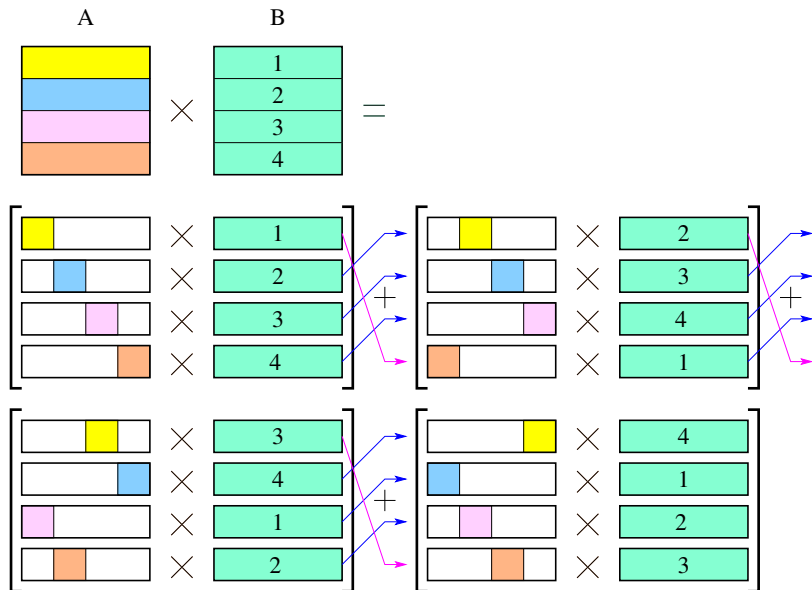 A B
1
× 2 =
3
4
× 1 × 2
× 2 × 3
+ +
× 3 × 4
× 4 × 1
× 3 × 4
× 4 × 1
+
× 1 × 2
× 2 × 3